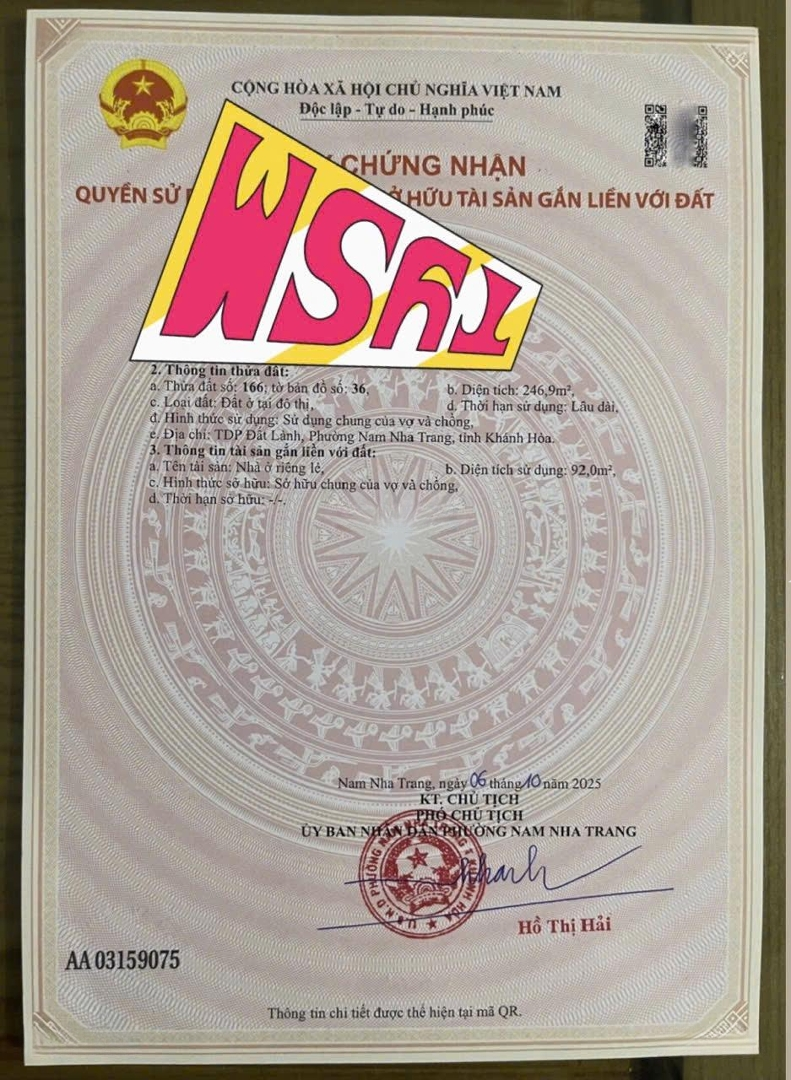 CỘNG HÒA XÃ HỘI CHỦ NGHĨA VIỆT NAM
Độc lập - Tự do - Hạnh phúc
CHỨNG NHẬN
QUYỀN SỬ HỮU TÀI SẢN GẮN LIỀN VỚI ĐẤT
2. Thông tin thửa đất:
a. Thửa đất số: 166; tờ bản đồ số: 36, b. Diện tích: 246,9m²,
c. Loại đất: Đất ở tại đô thị, d. Thời hạn sử dụng: Lâu dài,
đ. Hình thức sử dụng: Sử dụng chung của vợ và chồng,
e. Địa chỉ: TDP Đất Lành, Phường Nam Nha Trang, tỉnh Khánh Hòa.
3. Thông tin tài sản gắn liền với đất:
a. Tên tài sản: Nhà ở riêng lẻ, b. Diện tích sử dụng: 92,0m²,
c. Hình thức sở hữu: Sở hữu chung của vợ và chồng,
d. Thời hạn sở hữu: -/-.
Nam Nha Trang, ngày 06 tháng 10 năm 2025
KT. CHỦ TỊCH
PHÓ CHỦ TỊCH
ỦY BAN NHÂN DÂN PHƯỜNG NAM NHA TRANG
Hồ Thị Hải
AA 03159075
Thông tin chi tiết được thể hiện tại mã QR.